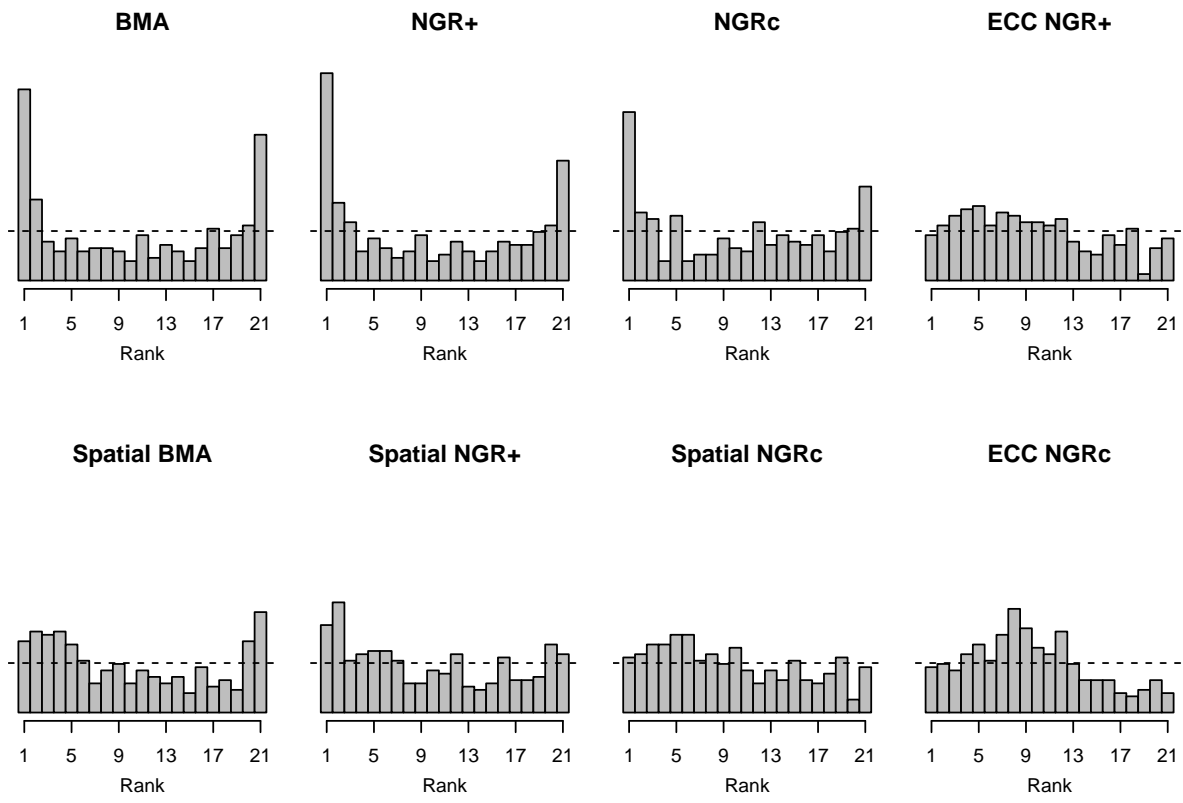 BMA NGR+ NGRc ECC NGR+
1 5 9 13 17 21 1 5 9 13 17 21 1 5 9 13 17 21 1 5 9 13 17 21
Rank Rank Rank Rank
Spatial BMA Spatial NGR+ Spatial NGRc ECC NGRc
1 5 9 13 17 21 1 5 9 13 17 21 1 5 9 13 17 21 1 5 9 13 17 21
Rank Rank Rank Rank